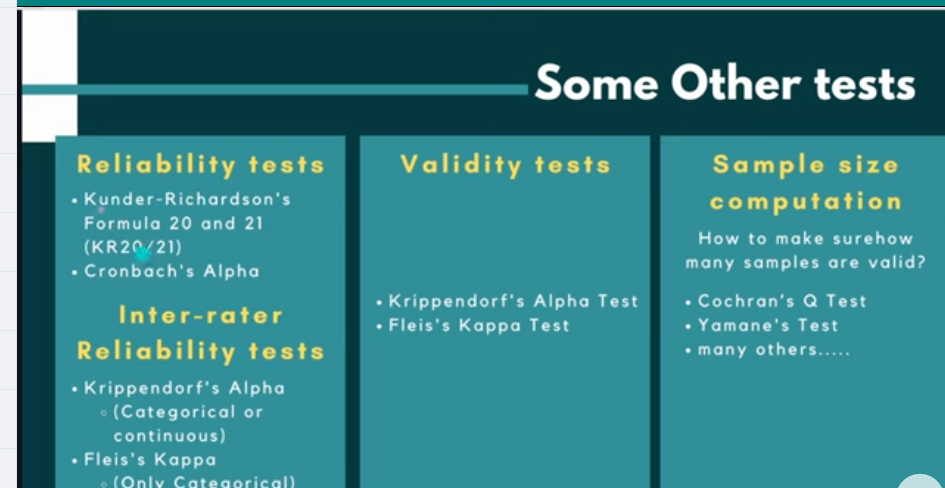 Some Other tests
Reliability tests
• Kunder-Richardson's
Formula 20 and 21
(KR20/21)
• Cronbach's Alpha
Inter-rater
Reliability tests
• Krippendorf's Alpha
◦ (Categorical or
continuous)
• Fleis's Kappa
◦ (Only Categorical)
Validity tests
• Krippendorf's Alpha Test
• Fleis's Kappa Test
Sample size
computation
How to make surehow
many samples are valid?
• Cochran's Q Test
• Yamane's Test
• many others.....